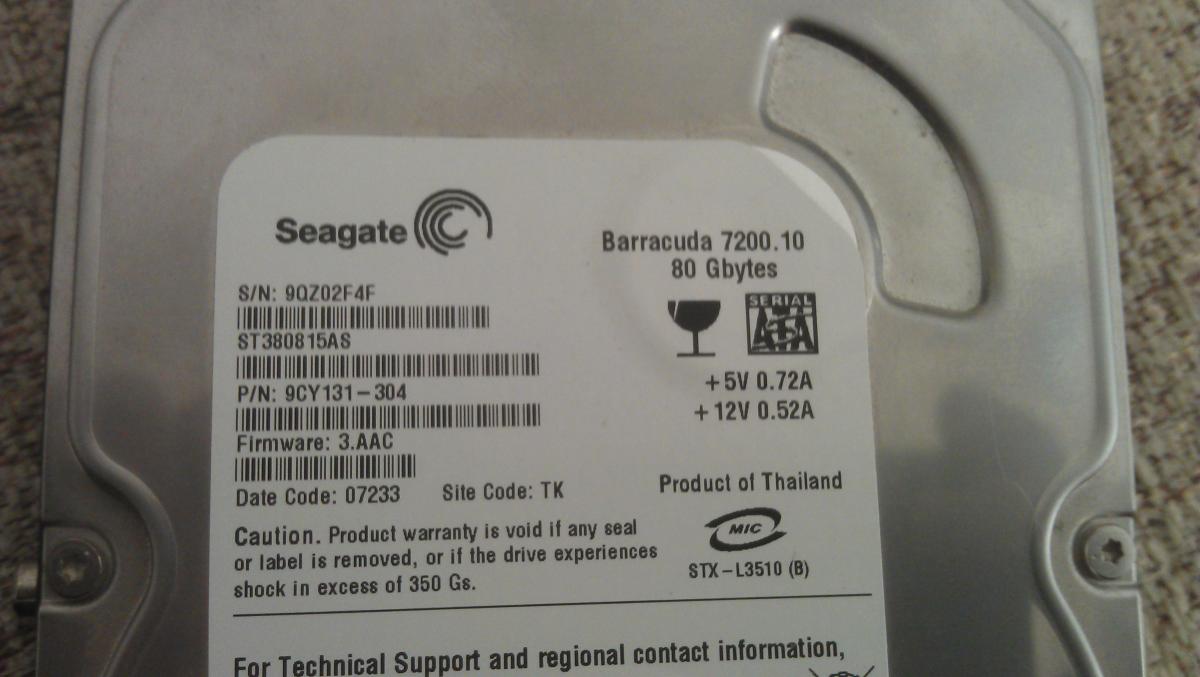 Seagate
Barracuda 7200.10
80 Gbytes
S/N: 9QZ02F4F
ST380815AS
P/N: 9CY131-304
Firmware: 3.AAC
Date Code: 07233 Site Code: TK
SERIAL
ATA
+5V 0.72A
+12V 0.52A
Product of Thailand
MIC
STX-L3510 (B)
Caution. Product warranty is void if any seal
or label is removed, or if the drive experiences
shock in excess of 350 Gs.
For Technical Support and regional contact information,